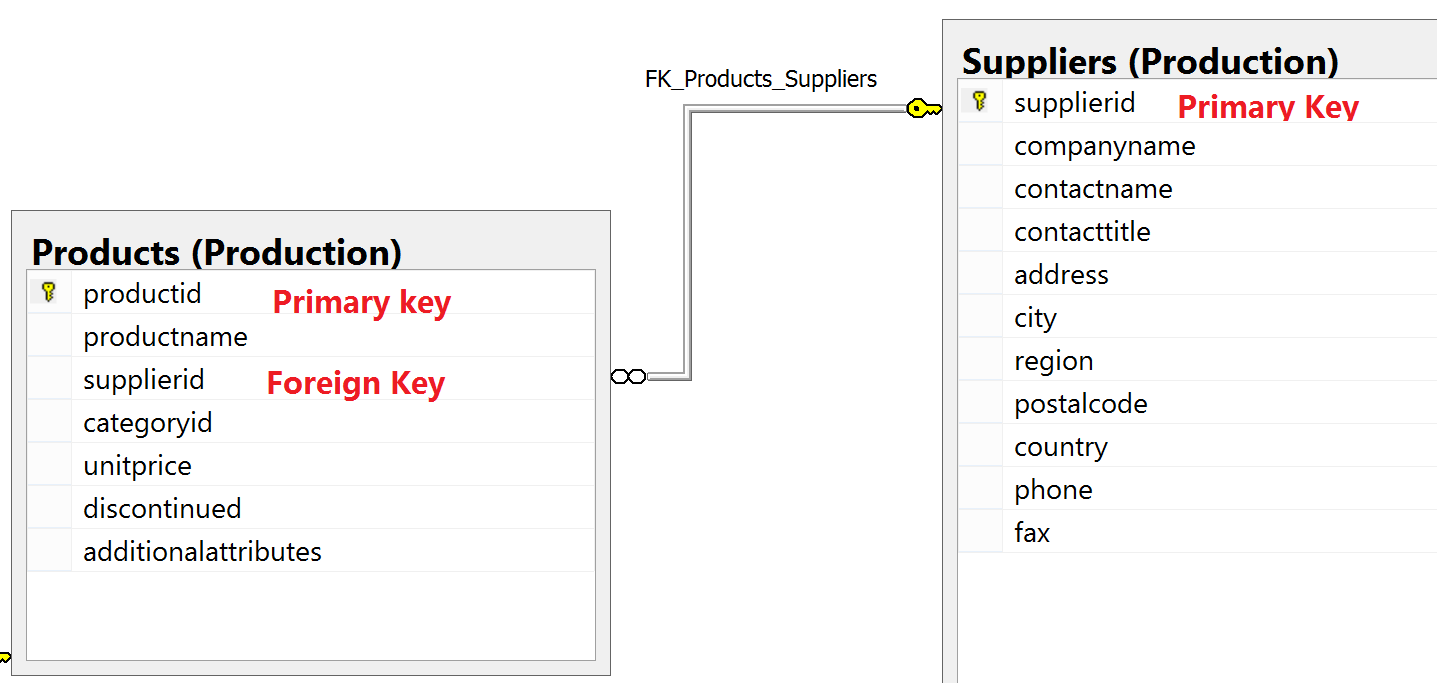 FK_Products_Suppliers
Products (Production)
productid Primary key
productname
supplierid Foreign Key
categoryid
unitprice
discontinued
additionalattributes
Suppliers (Production)
supplierid Primary Key
companyname
contactname
contacttitle
address
city
region
postalcode
country
phone
fax